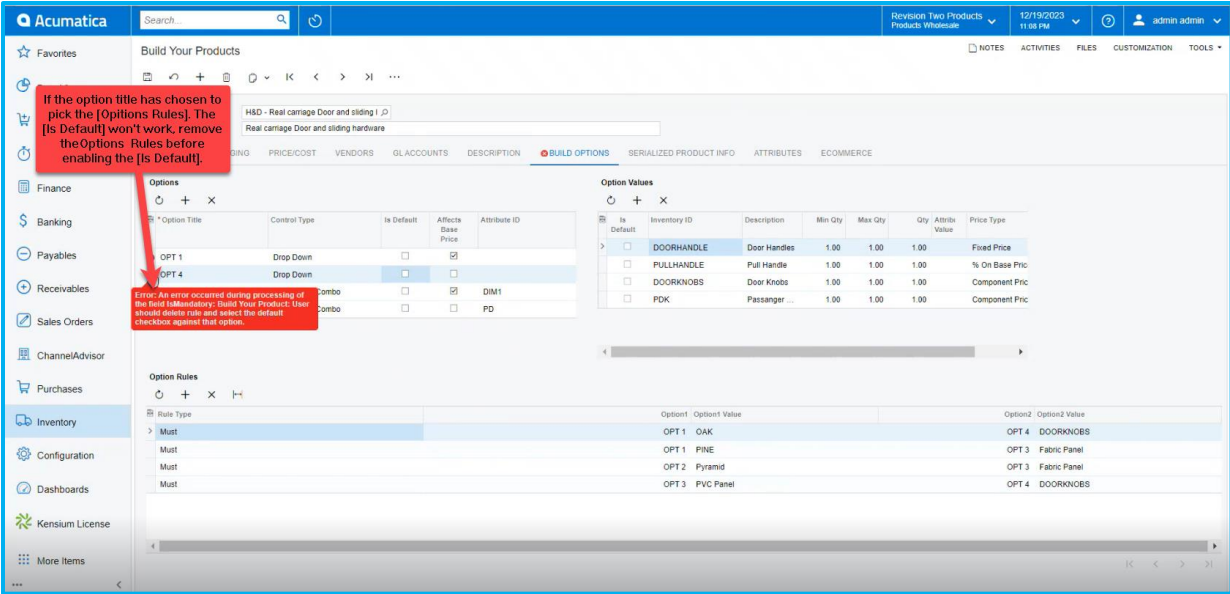 Acumatica
Search...
Revision Two Products
Products Wholesale
12/19/2023
11:08 PM
admin admin
Favorites
Build Your Products
NOTES ACTIVITIES FILES CUSTOMIZATION TOOLS
If the option title has chosen to
pick the [Opitions Rules]. The
[Is Default] won't work, remove
theOptions Rules before
enabling the [Is Default].
H&D - Real carriage Door and sliding
Real carriage Door and sliding hardware
PRICE/COST VENDORS GL ACCOUNTS DESCRIPTION BUILD OPTIONS SERIALIZED PRODUCT INFO ATTRIBUTES ECOMMERCE
Finance
Banking
Payables
Receivables
Sales Orders
ChannelAdvisor
Purchases
Inventory
Configuration
Dashboards
Kensium License
More Items
Options
* Option Title Control Type Is Default Affects Base Price Attribute ID
OPT 1 Drop Down
OPT 4 Drop Down
Combo DIM1
Combo PD
Error: An error occurred during processing of
the field IsMandatory: Build Your Product: User
should delete rule and select the default
checkbox against that option.
Option Values
Is Default Inventory ID Description Min Qty Max Qty Qty Attribu Value Price Type
DOORHANDLE Door Handles 1.00 1.00 1.00 Fixed Price
PULLHANDLE Pull Handle 1.00 1.00 1.00 % On Base Pric
DOORKNOBS Door Knobs 1.00 1.00 1.00 Component Pric
PDK Passanger ... 1.00 1.00 1.00 Component Pric
Option Rules
Rule Type Option1 Option1 Value Option2 Option2 Value
Must OPT 1 OAK OPT 4 DOORKNOBS
Must OPT 1 PINE OPT 3 Fabric Panel
Must OPT 2 Pyramid OPT 3 Fabric Panel
Must OPT 3 PVC Panel OPT 4 DOORKNOBS